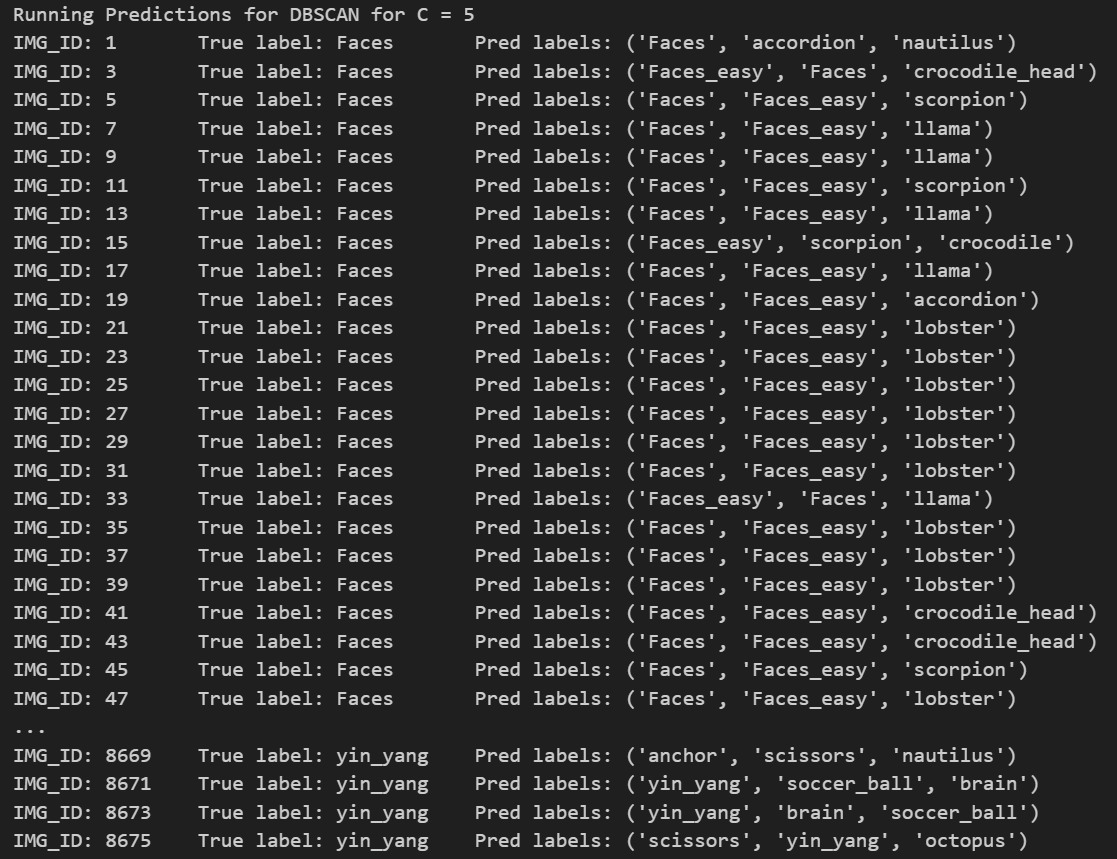 Running Predictions for DBSCAN for C = 5
IMG_ID: 1 True label: Faces Pred labels: ('Faces', 'accordion', 'nautilus')
IMG_ID: 3 True label: Faces Pred labels: ('Faces_easy', 'Faces', 'crocodile_head')
IMG_ID: 5 True label: Faces Pred labels: ('Faces', 'Faces_easy', 'scorpion')
IMG_ID: 7 True label: Faces Pred labels: ('Faces', 'Faces_easy', 'llama')
IMG_ID: 9 True label: Faces Pred labels: ('Faces', 'Faces_easy', 'llama')
IMG_ID: 11 True label: Faces Pred labels: ('Faces', 'Faces_easy', 'scorpion')
IMG_ID: 13 True label: Faces Pred labels: ('Faces', 'Faces_easy', 'llama')
IMG_ID: 15 True label: Faces Pred labels: ('Faces_easy', 'scorpion', 'crocodile')
IMG_ID: 17 True label: Faces Pred labels: ('Faces', 'Faces_easy', 'llama')
IMG_ID: 19 True label: Faces Pred labels: ('Faces', 'Faces_easy', 'accordion')
IMG_ID: 21 True label: Faces Pred labels: ('Faces', 'Faces_easy', 'lobster')
IMG_ID: 23 True label: Faces Pred labels: ('Faces', 'Faces_easy', 'lobster')
IMG_ID: 25 True label: Faces Pred labels: ('Faces', 'Faces_easy', 'lobster')
IMG_ID: 27 True label: Faces Pred labels: ('Faces', 'Faces_easy', 'lobster')
IMG_ID: 29 True label: Faces Pred labels: ('Faces', 'Faces_easy', 'lobster')
IMG_ID: 31 True label: Faces Pred labels: ('Faces', 'Faces_easy', 'lobster')
IMG_ID: 33 True label: Faces Pred labels: ('Faces_easy', 'Faces', 'llama')
IMG_ID: 35 True label: Faces Pred labels: ('Faces', 'Faces_easy', 'lobster')
IMG_ID: 37 True label: Faces Pred labels: ('Faces', 'Faces_easy', 'lobster')
IMG_ID: 39 True label: Faces Pred labels: ('Faces', 'Faces_easy', 'lobster')
IMG_ID: 41 True label: Faces Pred labels: ('Faces', 'Faces_easy', 'crocodile_head')
IMG_ID: 43 True label: Faces Pred labels: ('Faces', 'Faces_easy', 'crocodile_head')
IMG_ID: 45 True label: Faces Pred labels: ('Faces', 'Faces_easy', 'scorpion')
IMG_ID: 47 True label: Faces Pred labels: ('Faces', 'Faces_easy', 'lobster')
...
IMG_ID: 8669 True label: yin_yang Pred labels: ('anchor', 'scissors', 'nautilus')
IMG_ID: 8671 True label: yin_yang Pred labels: ('yin_yang', 'soccer_ball', 'brain')
IMG_ID: 8673 True label: yin_yang Pred labels: ('yin_yang', 'brain', 'soccer_ball')
IMG_ID: 8675 True label: yin_yang Pred labels: ('scissors', 'yin_yang', 'octopus')